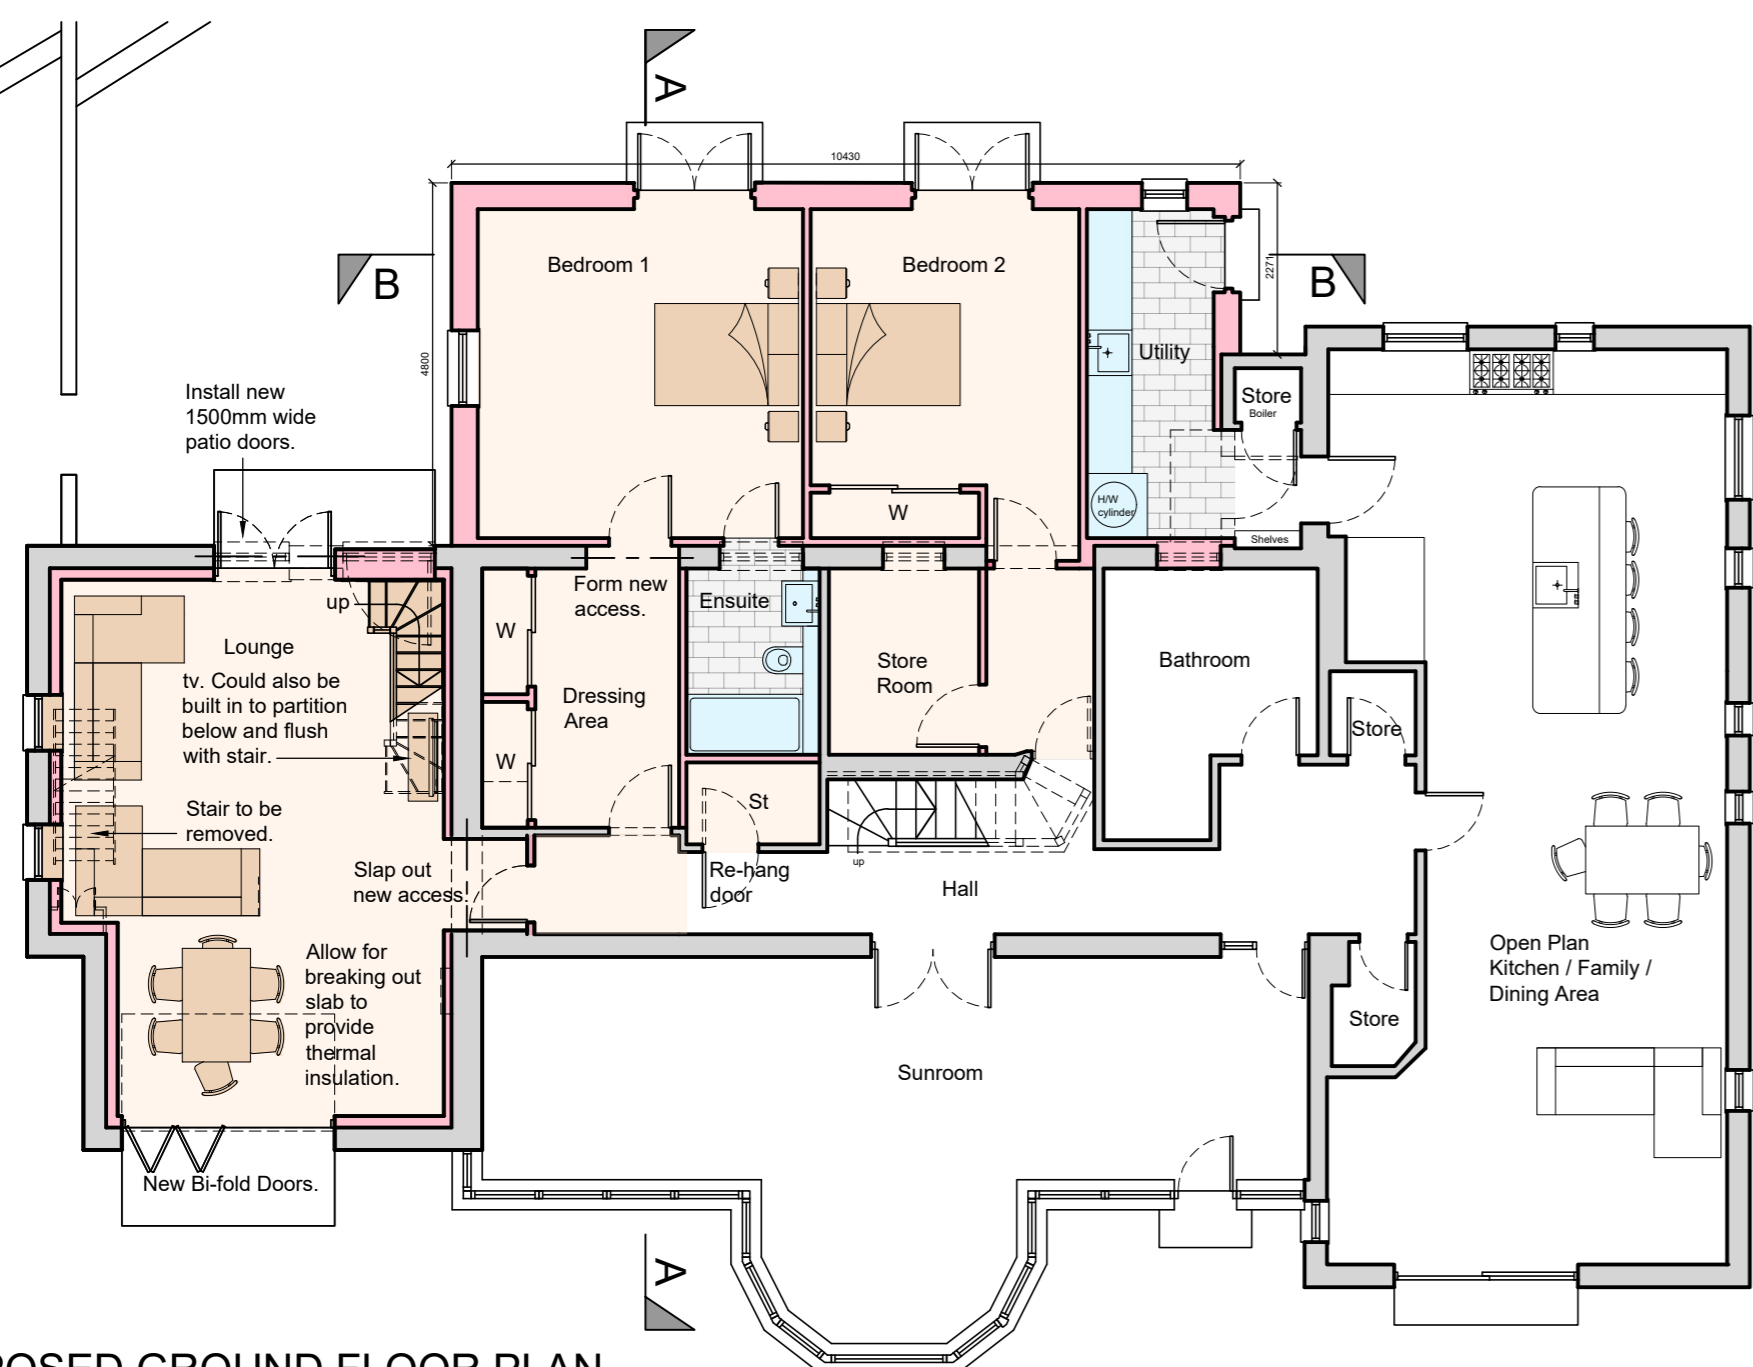 A
10430
Bedroom 1
Bedroom 2
B
B
2271
4800
Utility
Install new
1500mm wide
patio doors.
Store
Boiler
W
H/W
cylinder
Shelves
up
Form new
access.
Ensuite
Lounge
W
Store
Room
Bathroom
tv. Could also be
built in to partition
below and flush
with stair.
Dressing
Area
Store
W
Stair to be
removed.
St
up
Slap out
new access.
Re-hang
door
Hall
Allow for
breaking out
slab to
provide
thermal
insulation.
Open Plan
Kitchen / Family /
Dining Area
Store
Sunroom
New Bi-fold Doors.
A
POSED GROUND FLOOR PLAN